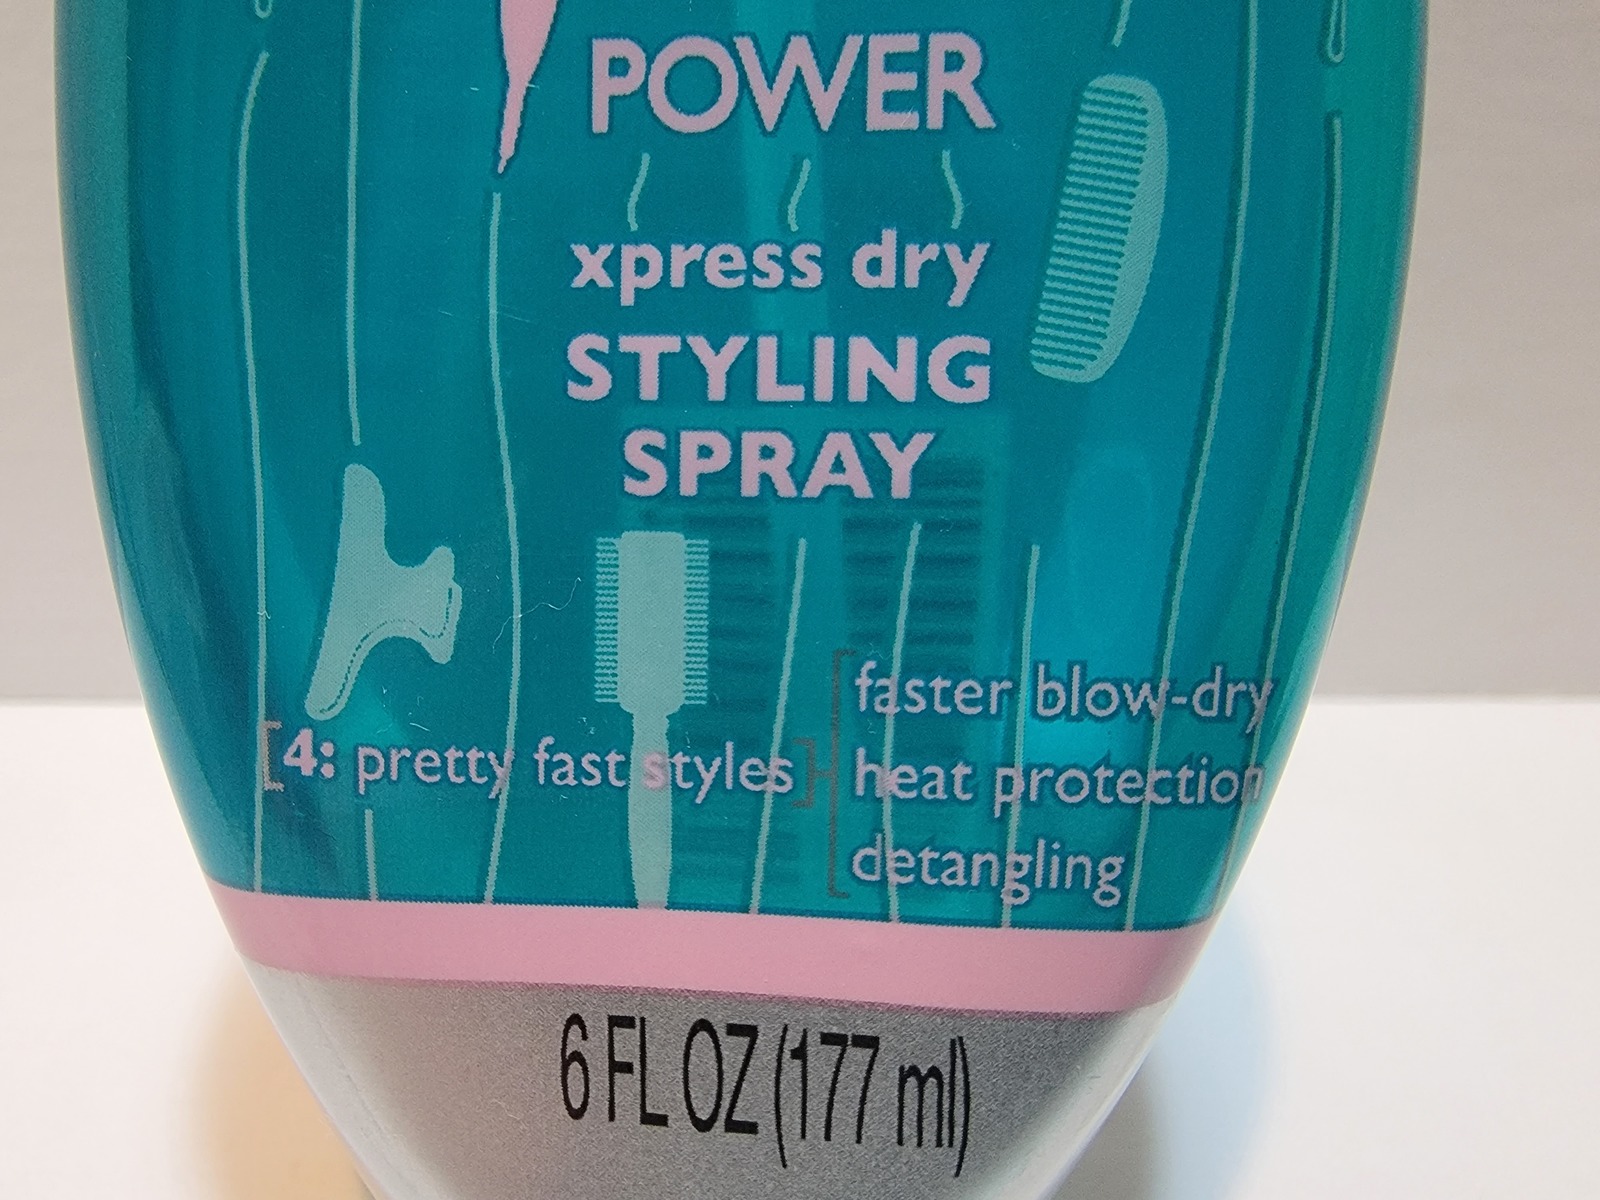 POWER
xpress dry
STYLING
SPRAY
[4: pretty fast styles]
faster blow-dry
heat protection
detangling
6 FL OZ (177 ml)